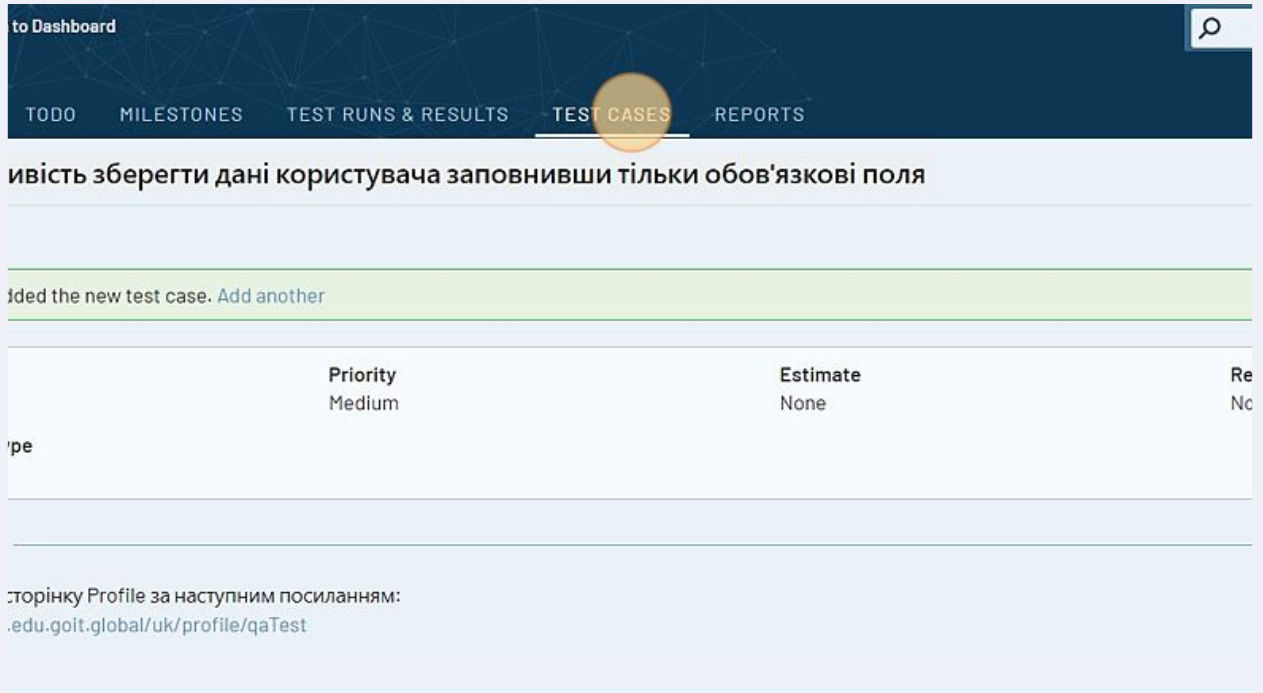 to Dashboard
TODO MILESTONES TEST RUNS & RESULTS TEST CASES REPORTS
ивість зберегти дані користувача заповнивши тільки обов'язкові поля
dded the new test case. Add another
Priority Estimate Re
Medium None No
ype
сторінку Profile за наступним посиланням:
.edu.goit.global/uk/profile/qaTest